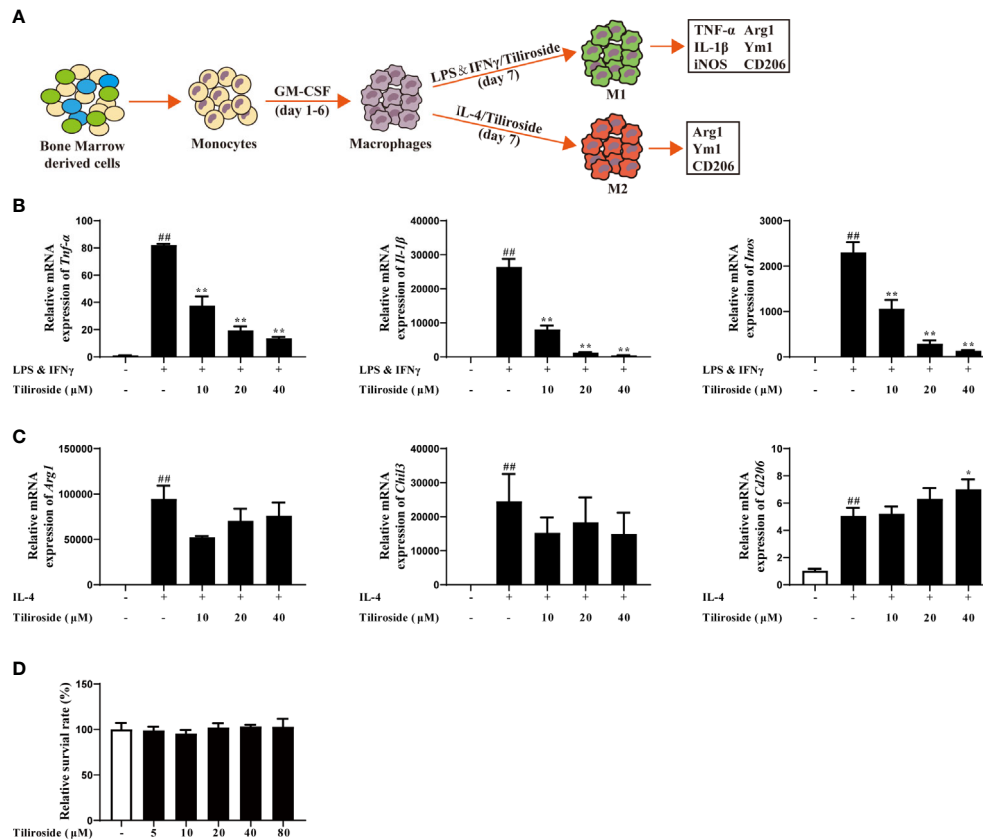 A
Bone Marrow
derived cells
Monocytes
GM-CSF
(day 1-6)
Macrophages
LPS & IFNγ/Tiliroside
(day 7)
IL-4/Tiliroside
(day 7)
M1
M2
TNF-α Arg1
IL-1β Ym1
iNOS CD206
Arg1
Ym1
CD206
B
Relative mRNA
expression of Tnf-α
100
80
60
40
20
0
## ** ** **
LPS & IFNγ - + + + +
Tiliroside (μM) - - 10 20 40
Relative mRNA
expression of Il-1β
40000
30000
20000
10000
0
## ** ** **
LPS & IFNγ - + + + +
Tiliroside (μM) - - 10 20 40
Relative mRNA
expression of Inos
3000
2000
1000
0
## ** ** **
LPS & IFNγ - + + + +
Tiliroside (μM) - - 10 20 40
C
Relative mRNA
expression of Arg1
150000
100000
50000
0
##
IL-4 - + + + +
Tiliroside (μM) - - 10 20 40
Relative mRNA
expression of Chil3
40000
30000
20000
10000
0
##
IL-4 - + + + +
Tiliroside (μM) - - 10 20 40
Relative mRNA
expression of Cd206
10
8
6
4
2
0
## *
IL-4 - + + + +
Tiliroside (μM) - - 10 20 40
D
Relative survial rate (%)
150
100
50
0
Tiliroside (μM) - 5 10 20 40 80